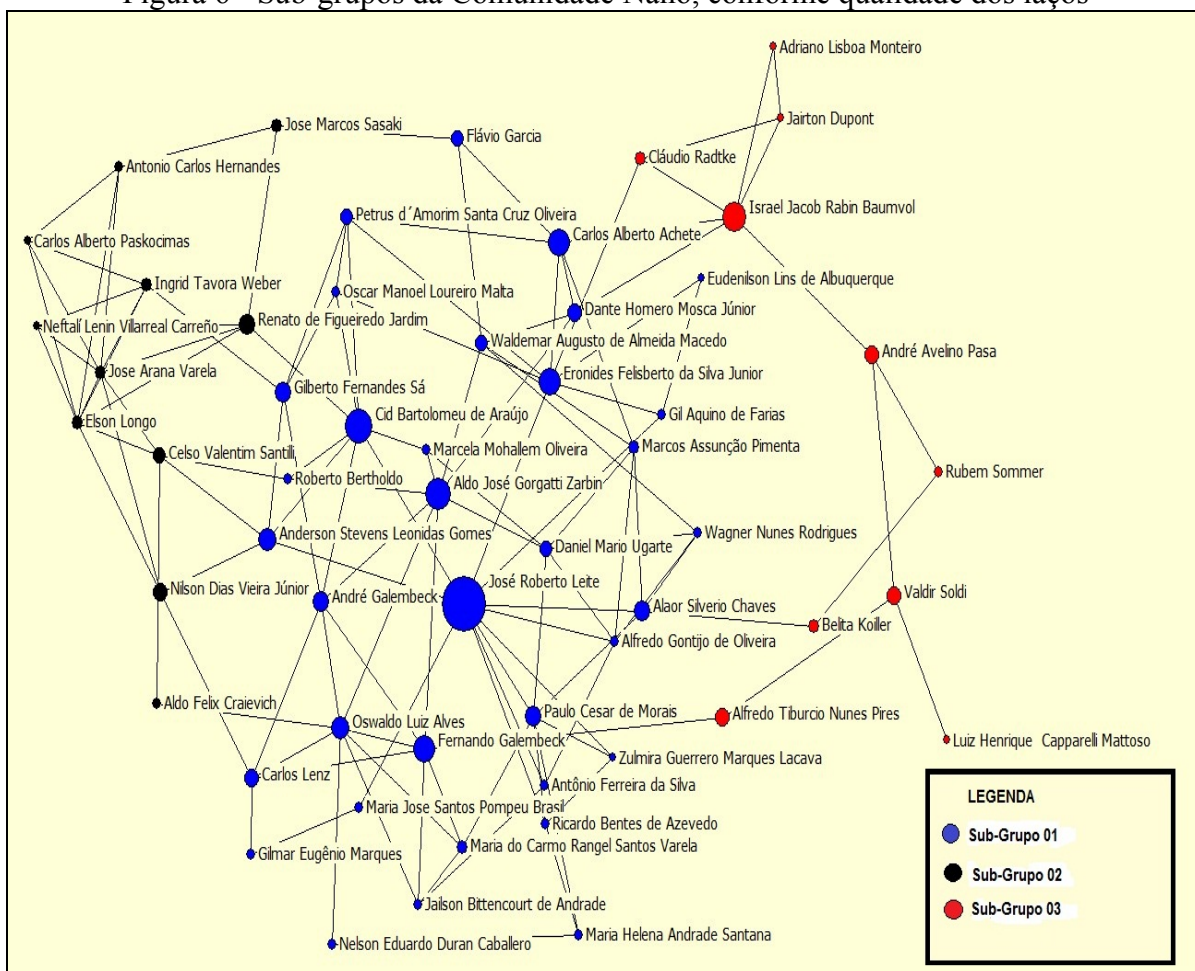 Figura 6 - Sub-grupos da Comunidade Nano, conforme qualidade dos laços
Adriano Lisboa Monteiro
Jairton Dupont
Jose Marcos Sasaki
Flávio Garcia
Cláudio Radtke
Antonio Carlos Hernandes
Israel Jacob Rabin Baumvol
Petrus d´Amorim Santa Cruz Oliveira
Carlos Alberto Achete
Carlos Alberto Paskocimas
Eudenilson Lins de Albuquerque
Ingrid Tavora Weber
Oscar Manoel Loureiro Malta
Dante Homero Mosca Júnior
Neftalí Lenin Villarreal Carreño
Renato de Figueiredo Jardim
Waldemar Augusto de Almeida Macedo
André Avelino Pasa
Jose Arana Varela
Eronides Felisberto da Silva Junior
Gilberto Fernandes Sá
Cid Bartolomeu de Araújo
Gil Aquino de Farias
Elson Longo
Marcela Mohallem Oliveira
Marcos Assunção Pimenta
Celso Valentim Santili
Roberto Bertholdo
Aldo José Gorgatti Zarbin
Rubem Sommer
Anderson Stevens Leonidas Gomes
Wagner Nunes Rodrigues
Daniel Mario Ugarte
José Roberto Leite
Nilson Dias Vieira Júnior
André Galembeck
Alaor Silverio Chaves
Valdir Soldi
Belita Koiller
Alfredo Gontijo de Oliveira
Aldo Felix Craievich
Oswaldo Luiz Alves
Paulo Cesar de Morais
Alfredo Tiburcio Nunes Pires
Fernando Galembeck
Luiz Henrique Capparelli Mattoso
Zulmira Guerrero Marques Lacava
Carlos Lenz
Antônio Ferreira da Silva
Maria Jose Santos Pompeu Brasil
Ricardo Bentes de Azevedo
Gilmar Eugênio Marques
Maria do Carmo Rangel Santos Varela
Jailson Bittencourt de Andrade
Nelson Eduardo Duran Caballero
Maria Helena Andrade Santana
LEGENDA
Sub-Grupo 01
Sub-Grupo 02
Sub-Grupo 03